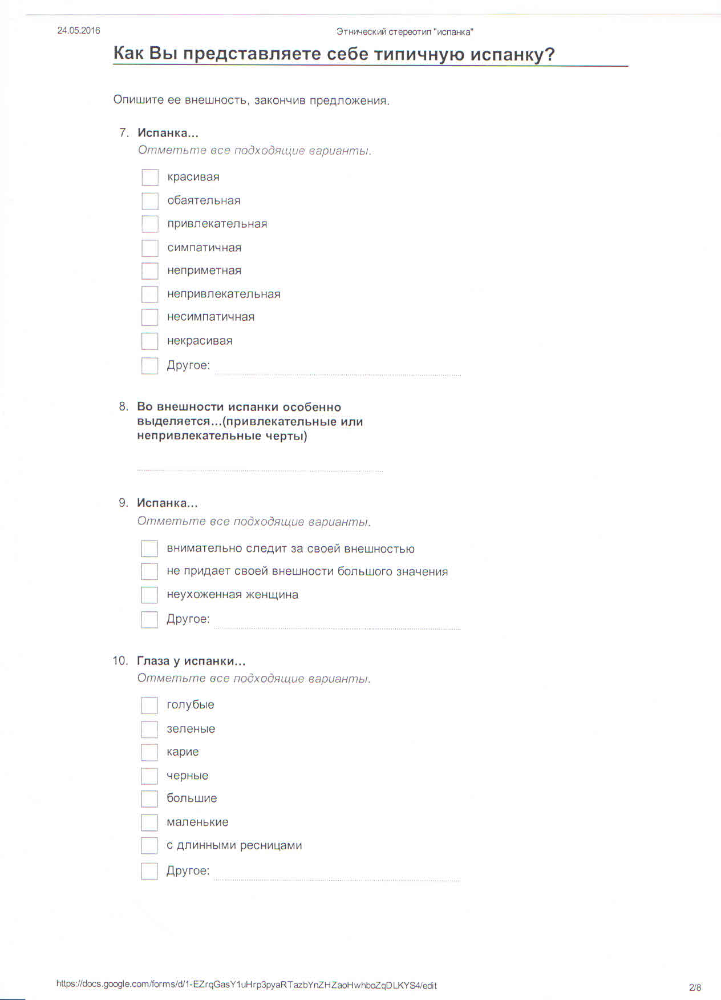 24.05.2016
Этнический стереотип "испанка"
Как Вы представляете себе типичную испанку?
Опишите ее внешность, закончив предложения.
7. Испанка...
Отметьте все подходящие варианты.
красивая
обаятельная
привлекательная
симпатичная
неприметная
непривлекательная
несимпатичная
некрасивая
Другое:
8. Во внешности испанки особенно
выделяется...(привлекательные или
непривлекательные черты)
9. Испанка...
Отметьте все подходящие варианты.
внимательно следит за своей внешностью
не придает своей внешности большого значения
неухоженная женщина
Другое:
10. Глаза у испанки...
Отметьте все подходящие варианты.
голубые
зеленые
карие
черные
большие
маленькие
с длинными ресницами
Другое:
https://docs.google.com/forms/d/1-EZrqGasY1uHrp3pyaRTazbYnZHZaoHwhboZqDLKYS4/edit
2/8